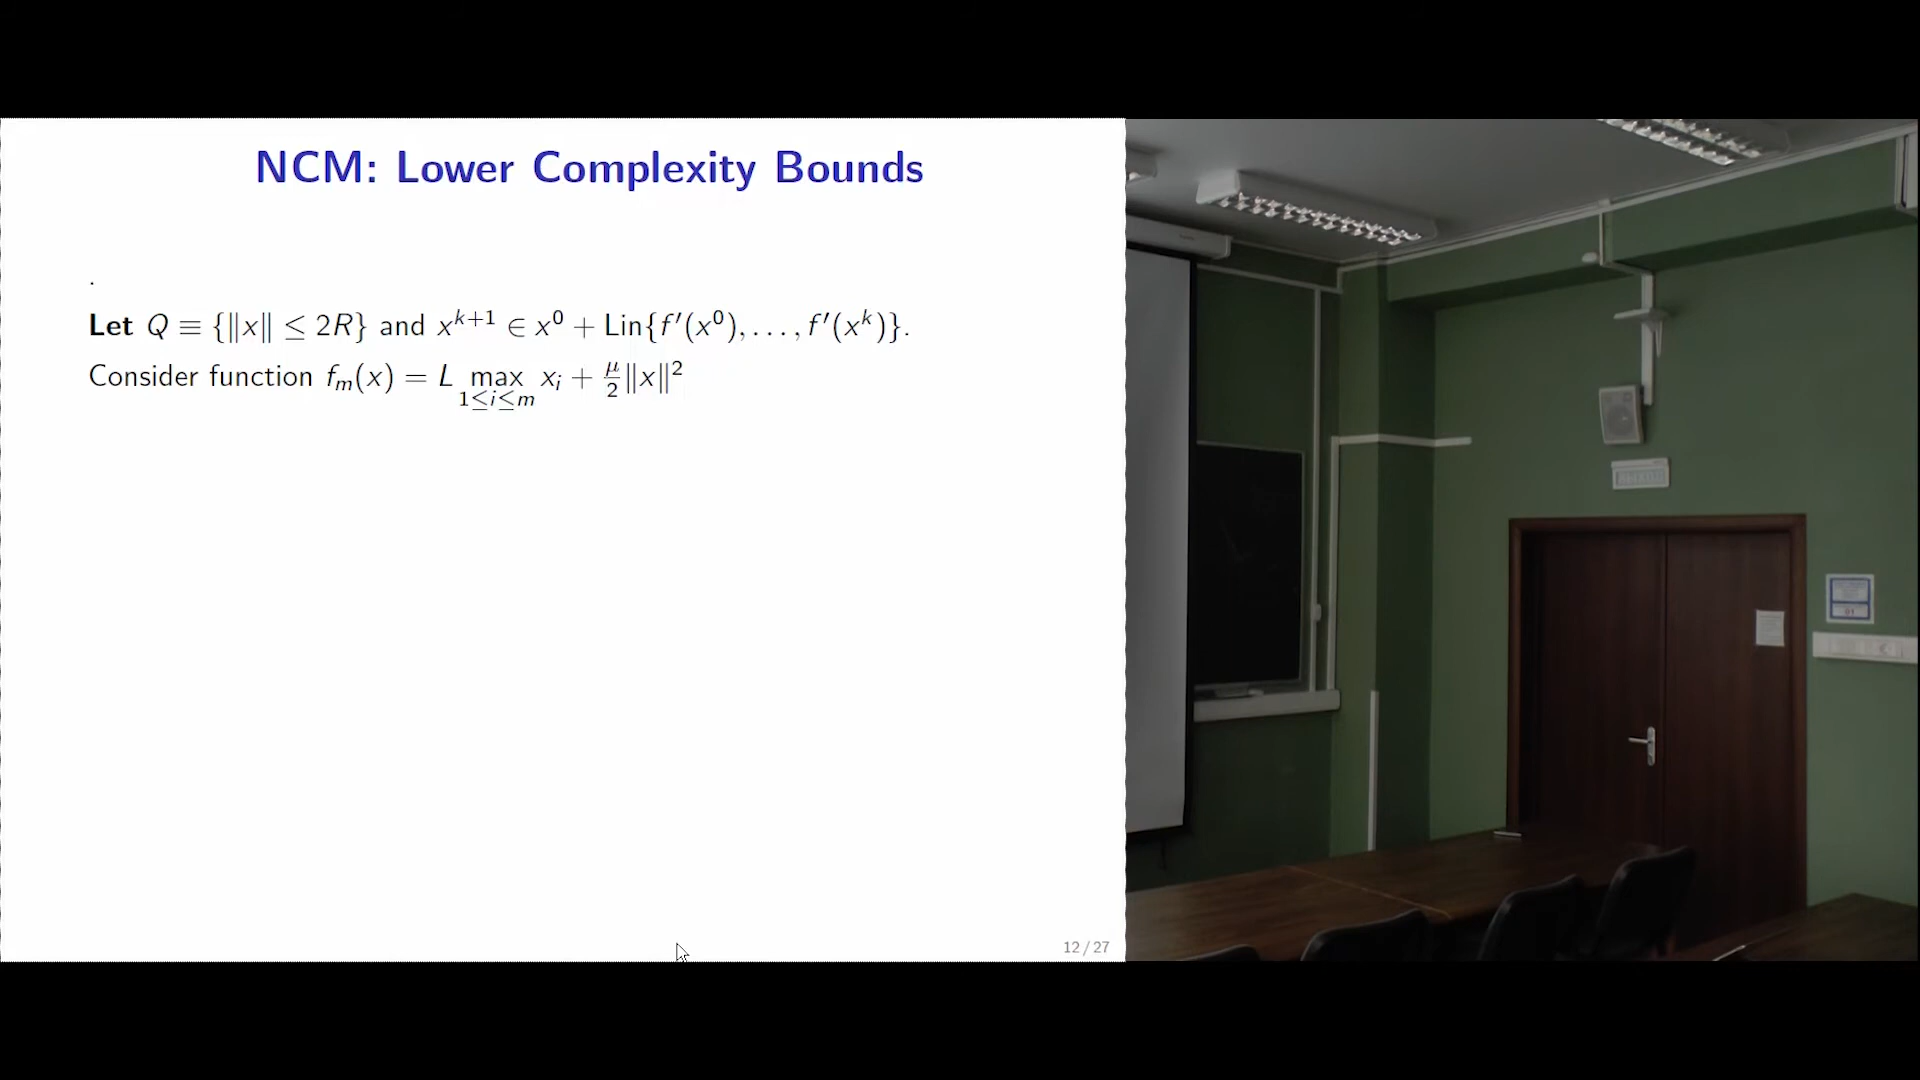 NCM: Lower Complexity Bounds
.
Let Q ≡ {‖x‖ ≤ 2R} and x^{k+1} ∈ x^0 + Lin{f′(x^0), . . . , f′(x^k)}.
Consider function f_m(x) = L max_{1≤i≤m} x_i + μ/2 ‖x‖^2
12 / 27